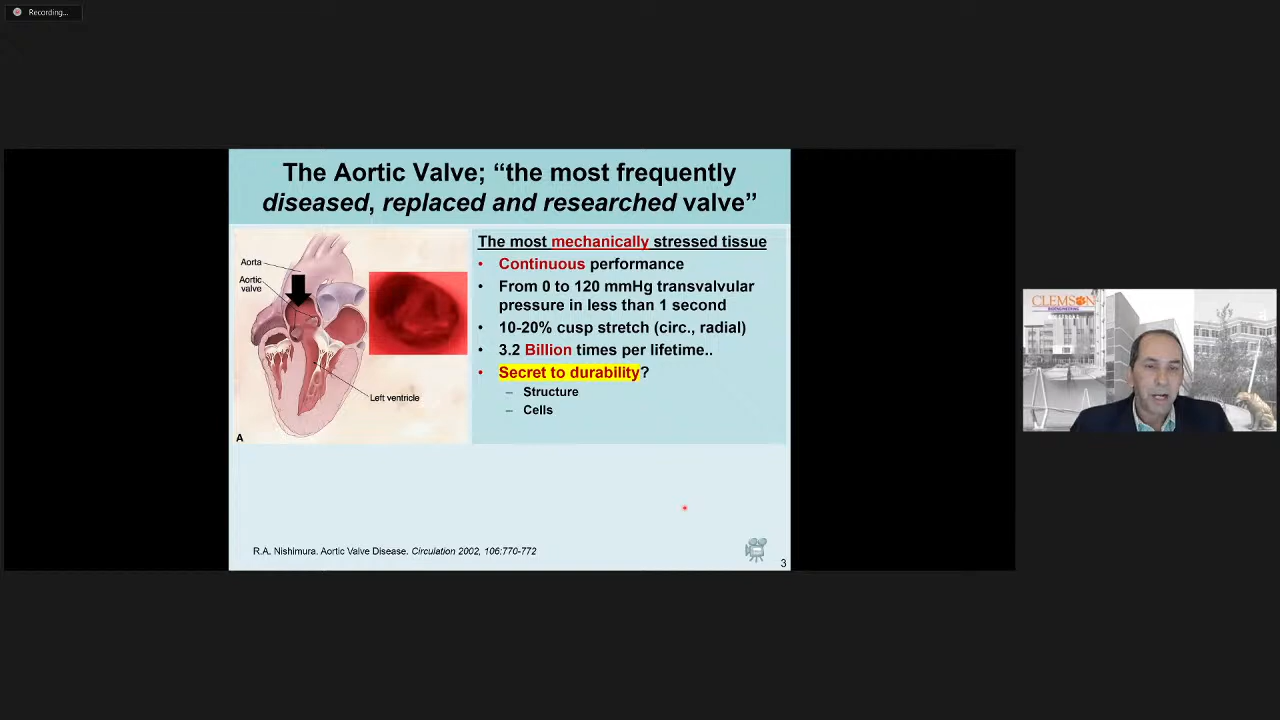 Recording...
The Aortic Valve; “the most frequently
diseased, replaced and researched valve”
Aorta
Aortic
valve
Left ventricle
A
The most mechanically stressed tissue
• Continuous performance
• From 0 to 120 mmHg transvalvular
pressure in less than 1 second
• 10-20% cusp stretch (circ., radial)
• 3.2 Billion times per lifetime..
• Secret to durability?
– Structure
– Cells
R.A. Nishimura. Aortic Valve Disease. Circulation 2002, 106:770-772
3
CLEMSON